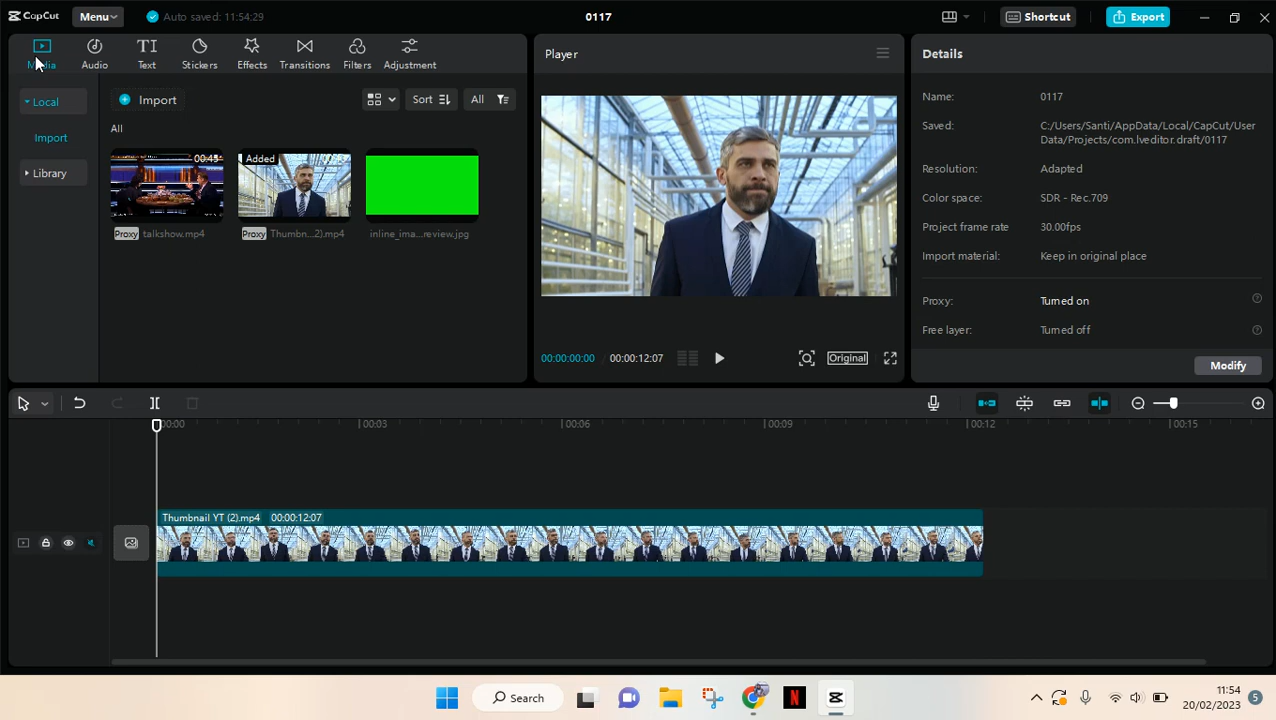 CapCut
Menu
Auto saved: 11:54:29
0117
Shortcut
Export
Media
Audio
Text
Stickers
Effects
Transitions
Filters
Adjustment
Player
Details
Local
Import
Sort
All
Name:
0117
Import
All
Saved:
C:/Users/Santi/AppData/Local/CapCut/User
Data/Projects/com.lveditor.draft/0117
Library
00:45
Added
Resolution:
Adapted
Color space:
SDR - Rec.709
Project frame rate
30.00fps
Proxy
talkshow.mp4
Proxy
Thumbn...2).mp4
inline_ima...review.jpg
Import material:
Keep in original place
Proxy:
Turned on
Free layer:
Turned off
00:00:00:00 / 00:00:12:07
Original
Modify
00:00
00:03
00:06
00:09
00:12
00:15
Thumbnail YT (2).mp4 00:00:12:07
Search
11:54
20/02/2023
5